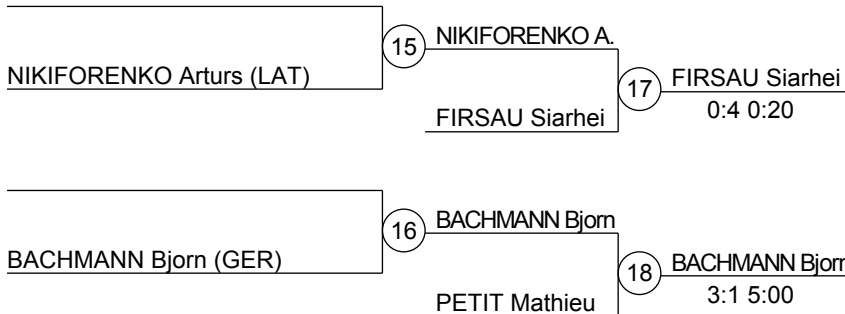 15
NIKIFORENKO A.
NIKIFORENKO Arturs (LAT)
17
FIRSAU Siarhei
0:4 0:20
FIRSAU Siarhei
16
BACHMANN Bjorn
BACHMANN Bjorn (GER)
18
BACHMANN Bjorn
3:1 5:00
PETIT Mathieu